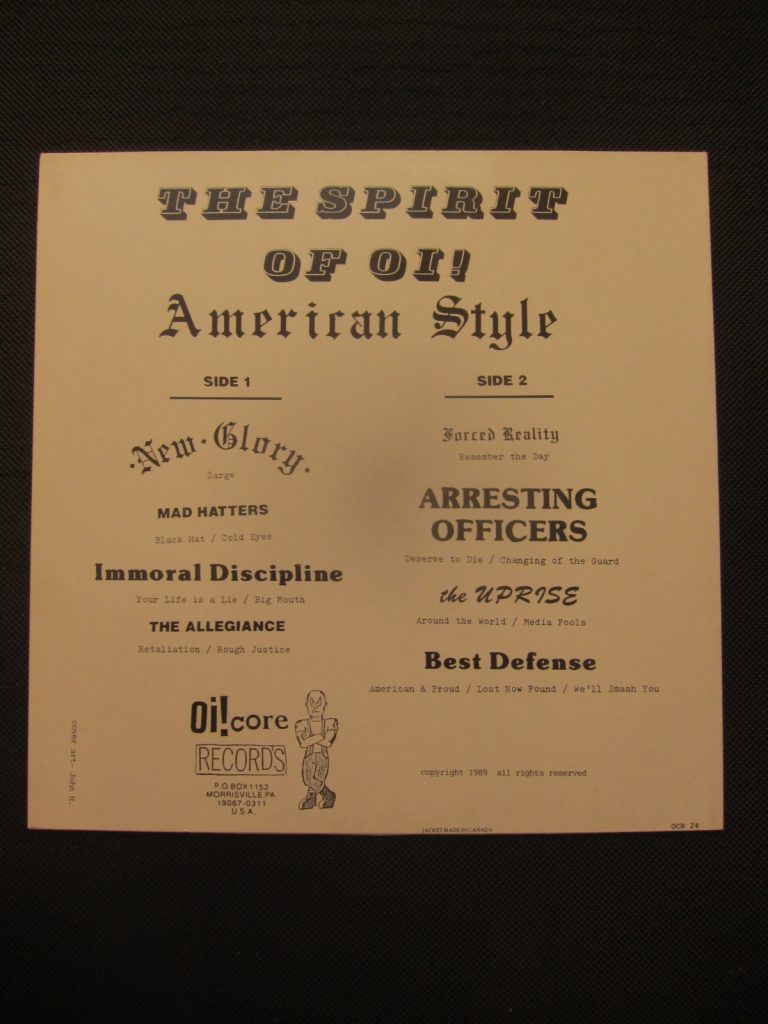 THE SPIRIT
OF OI!
American Style
SIDE 1
New · Glory
Sarge
MAD HATTERS
Black Hat / Cold Eyes
Immoral Discipline
Your Life is a Lie / Big Mouth
THE ALLEGIANCE
Retaliation / Rough Justice
SIDE 2
Forced Reality
Remember the Day
ARRESTING
OFFICERS
Deserve to Die / Changing of the Guard
the UPRISE
Around the World / Media Fools
Best Defense
American & Proud / Lost Now Found / We'll Smash You
oi!core
RECORDS
P.O.BOX 1152
MORRISVILLE,PA
19067-0311
U.S.A
cover art- John H.
copyright 1989 all rights reserved
JACKET MADE IN CANADA
OCR 24